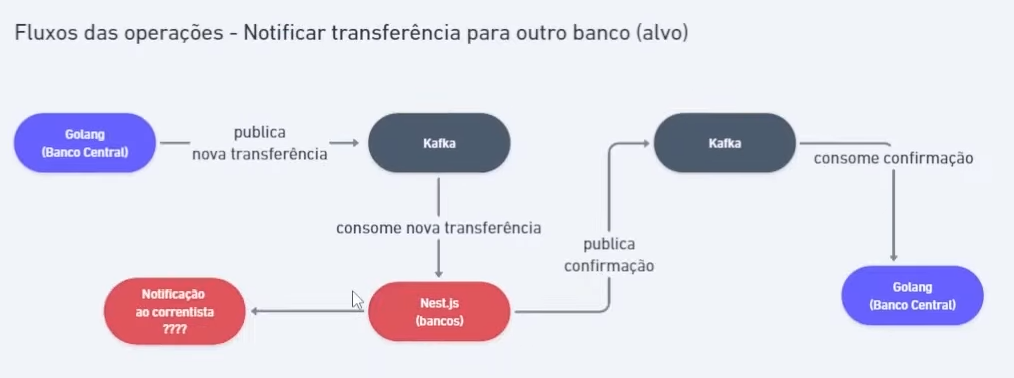 Fluxos das operações - Notificar transferência para outro banco (alvo)
Golang
(Banco Central)
publica
nova transferência
Kafka
consome nova transferência
Nest.js
(bancos)
Notificação
ao correntista
????
publica
confirmação
Kafka
consome confirmação
Golang
(Banco Central)